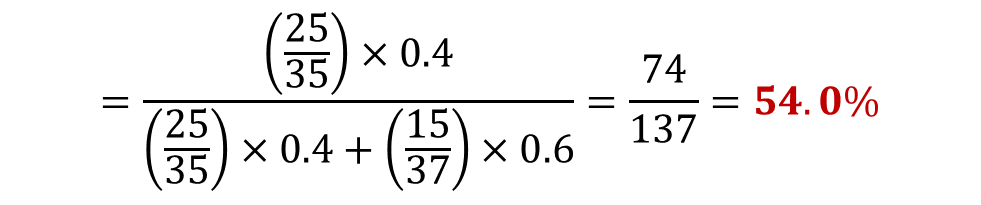 = ((25/35) × 0.4) / ((25/35) × 0.4 + (15/37) × 0.6) = 74/137 = 54.0%